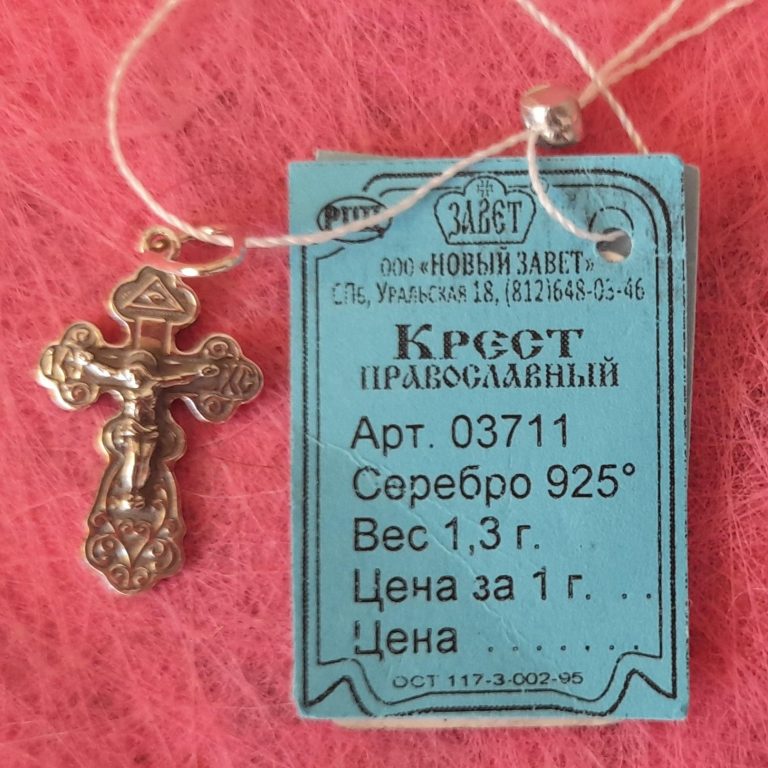 ЗАВЕТ
ООО «НОВЫЙ ЗАВЕТ»
СПб, Уральская 18, (812)648-03-46
Крест
православный
Арт. 03711
Серебро 925°
Вес 1,3 г.
Цена за 1 г. . . .
Цена . . . . . . .
ОСТ 117-3-002-95